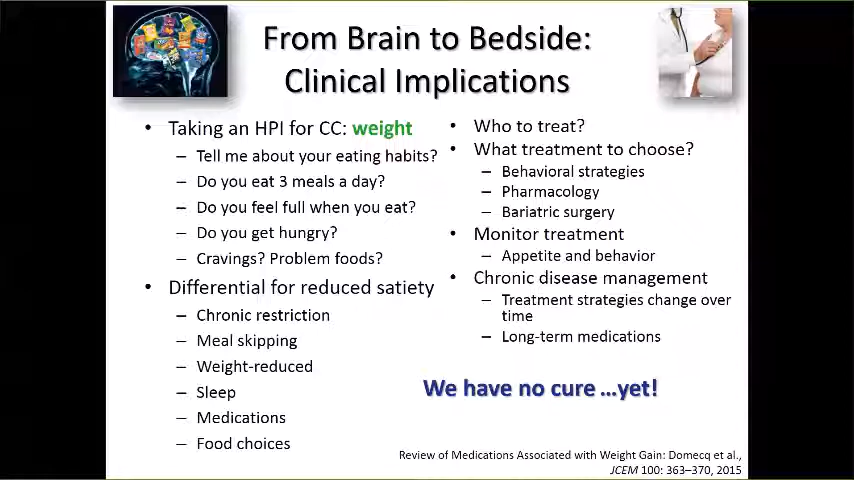 From Brain to Bedside:
Clinical Implications
• Taking an HPI for CC: weight
– Tell me about your eating habits?
– Do you eat 3 meals a day?
– Do you feel full when you eat?
– Do you get hungry?
– Cravings? Problem foods?
• Differential for reduced satiety
– Chronic restriction
– Meal skipping
– Weight-reduced
– Sleep
– Medications
– Food choices
• Who to treat?
• What treatment to choose?
– Behavioral strategies
– Pharmacology
– Bariatric surgery
• Monitor treatment
– Appetite and behavior
• Chronic disease management
– Treatment strategies change over
time
– Long-term medications
We have no cure ...yet!
Review of Medications Associated with Weight Gain: Domecq et al.,
JCEM 100: 363–370, 2015